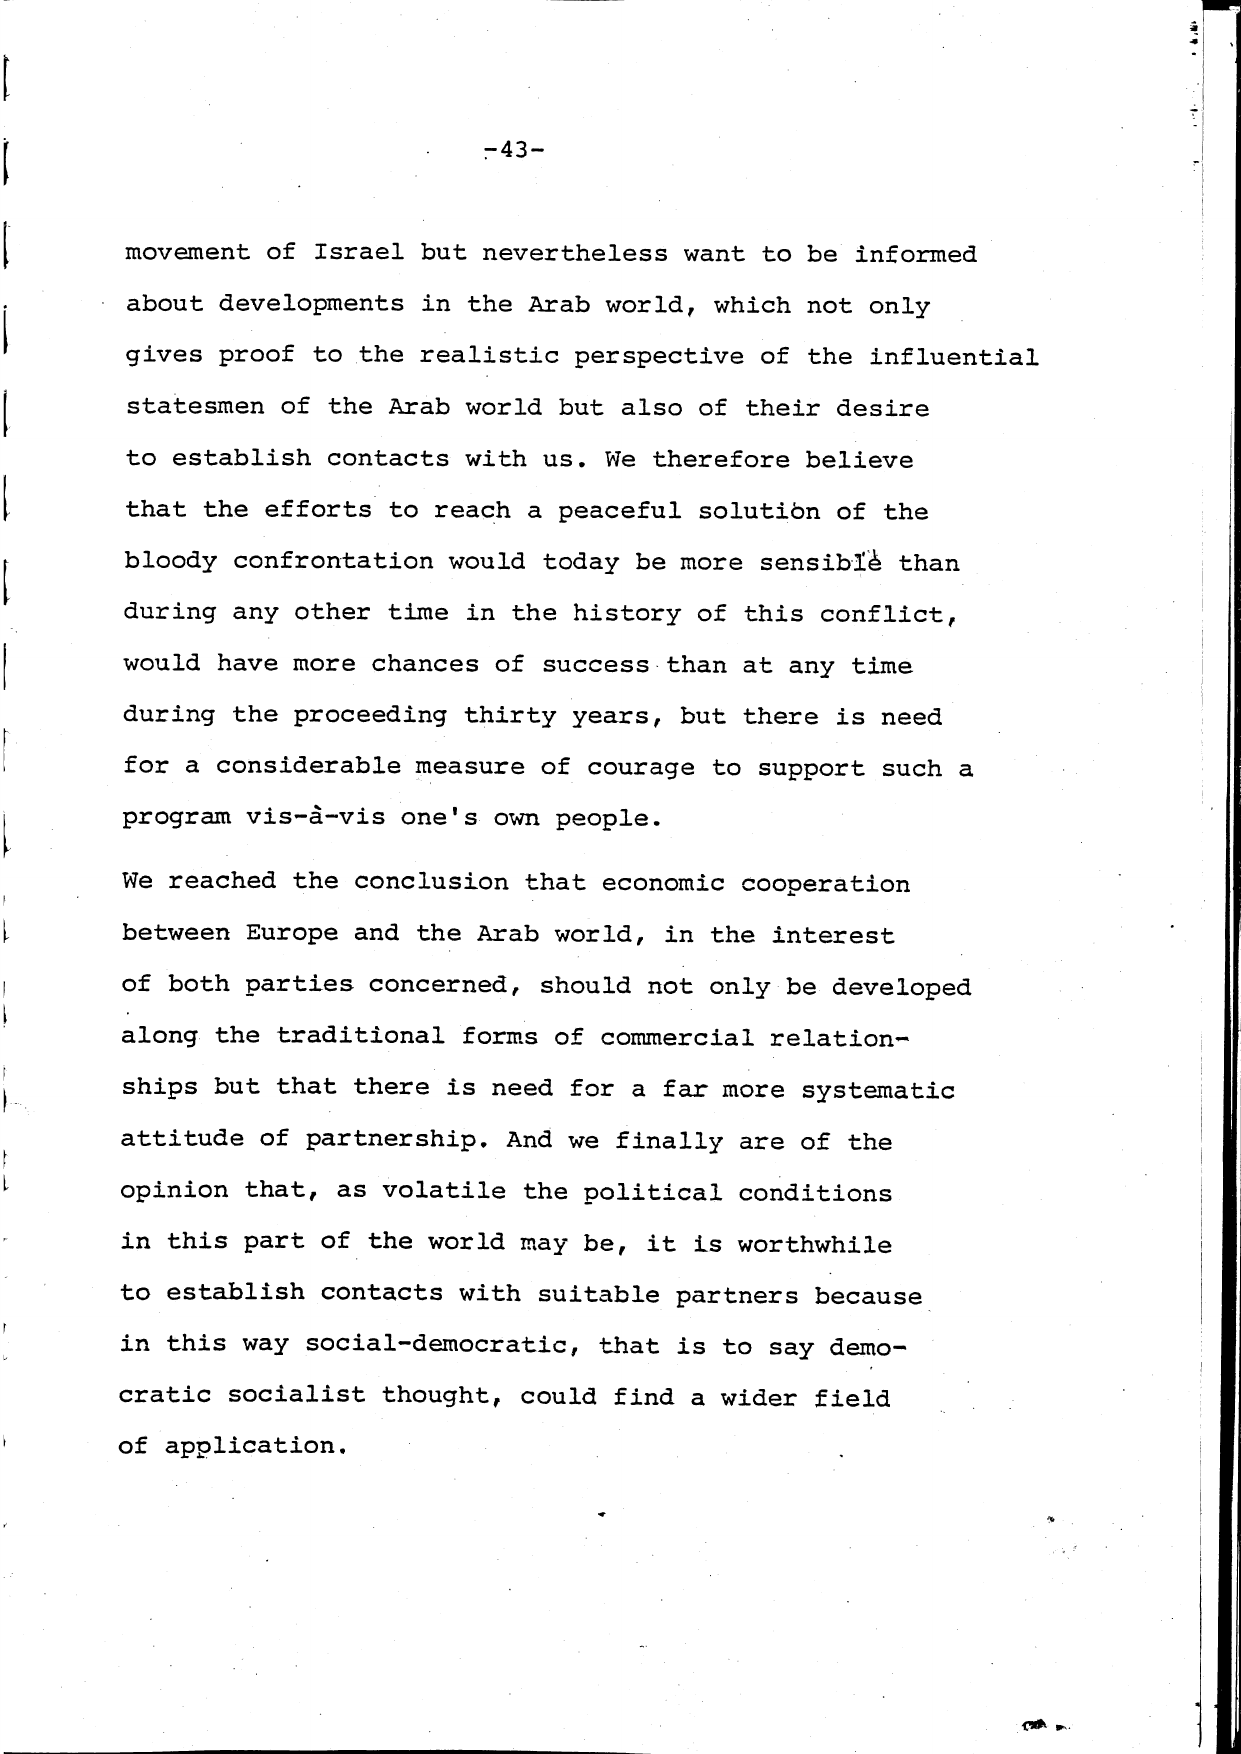 -43-
movement of Israel but nevertheless want to be informed
about developments in the Arab world, which not only
gives proof to the realistic perspective of the influential
statesmen of the Arab world but also of their desire
to establish contacts with us. We therefore believe
that the efforts to reach a peaceful solution of the
bloody confrontation would today be more sensible than
during any other time in the history of this conflict,
would have more chances of success than at any time
during the proceeding thirty years, but there is need
for a considerable measure of courage to support such a
program vis-à-vis one's own people.
We reached the conclusion that economic cooperation
between Europe and the Arab world, in the interest
of both parties concerned, should not only be developed
along the traditional forms of commercial relation-
ships but that there is need for a far more systematic
attitude of partnership. And we finally are of the
opinion that, as volatile the political conditions
in this part of the world may be, it is worthwhile
to establish contacts with suitable partners because
in this way social-democratic, that is to say demo-
cratic socialist thought, could find a wider field
of application.